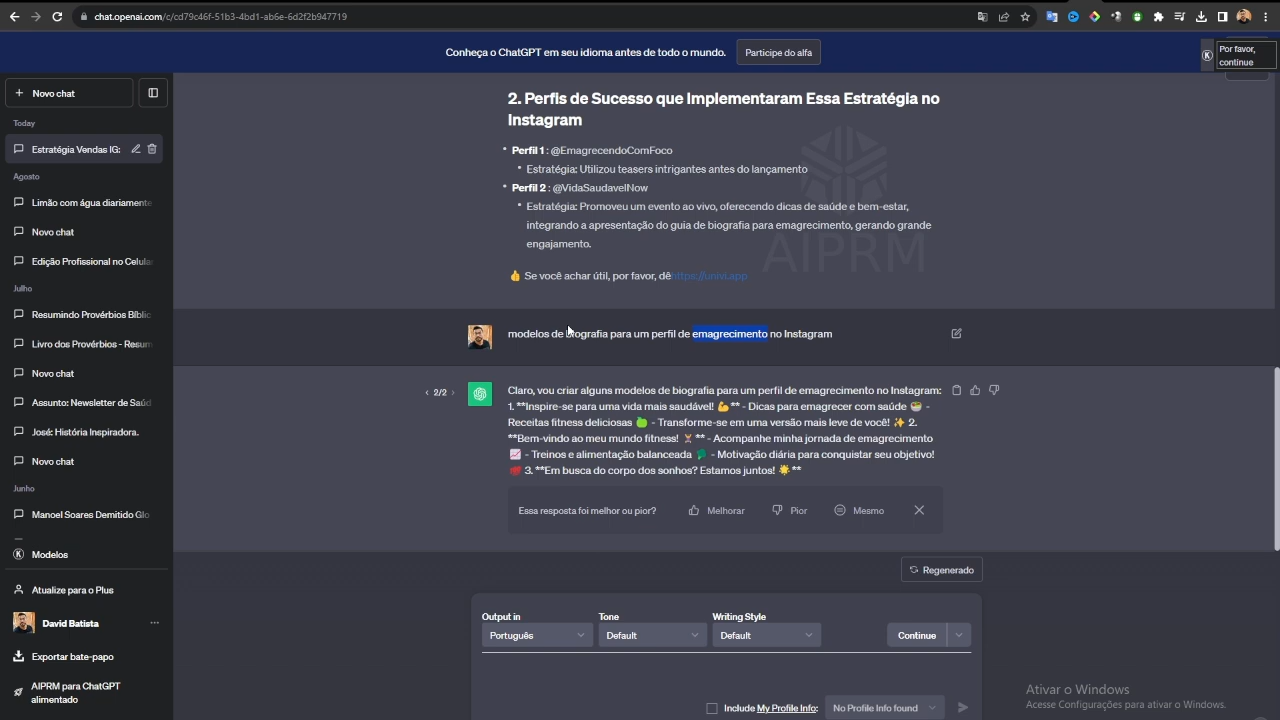 chat.openai.com/c/cd79c46f-51b3-4bd1-ab6e-6d2f2b947719
Conheça o ChatGPT em seu idioma antes de todo o mundo.
Participe do alfa
Por favor,
continue
Novo chat
Today
Estratégia Vendas IG:
Agosto
Limão com água diariamente
Novo chat
Edição Profissional no Celula
Julho
Resumindo Provérbios Bíblic
Livro dos Provérbios - Resum
Novo chat
Assunto: Newsletter de Saúd
José: História Inspiradora.
Novo chat
Junho
Manoel Soares Demitido Glo
Modelos
Atualize para o Plus
David Batista
Exportar bate-papo
AIPRM para ChatGPT
alimentado
2. Perfis de Sucesso que Implementaram Essa Estratégia no
Instagram
• Perfil 1 : @EmagrecendoComFoco
• Estratégia: Utilizou teasers intrigantes antes do lançamento
• Perfil 2 : @VidaSaudavelNow
• Estratégia: Promoveu um evento ao vivo, oferecendo dicas de saúde e bem-estar,
integrando a apresentação do guia de biografia para emagrecimento, gerando grande
engajamento.
AIPRM
👍 Se você achar útil, por favor, dêhttps://univi.app
modelos de biografia para um perfil de emagrecimento no Instagram
2/2
Claro, vou criar alguns modelos de biografia para um perfil de emagrecimento no Instagram:
1. **Inspire-se para uma vida mais saudável! 💪** - Dicas para emagrecer com saúde 🥗 -
Receitas fitness deliciosas 🍏 - Transforme-se em uma versão mais leve de você! ✨ 2.
**Bem-vindo ao meu mundo fitness! 🏋️** - Acompanhe minha jornada de emagrecimento
📈 - Treinos e alimentação balanceada 🥦 - Motivação diária para conquistar seu objetivo!
🥊 3. **Em busca do corpo dos sonhos? Estamos juntos! 🌟**
Essa resposta foi melhor ou pior?
Melhorar
Pior
Mesmo
Regenerado
Output in
Tone
Writing Style
Português
Default
Default
Continue
Include My Profile Info:
No Profile Info found
Ativar o Windows
Acesse Configurações para ativar o Windows.